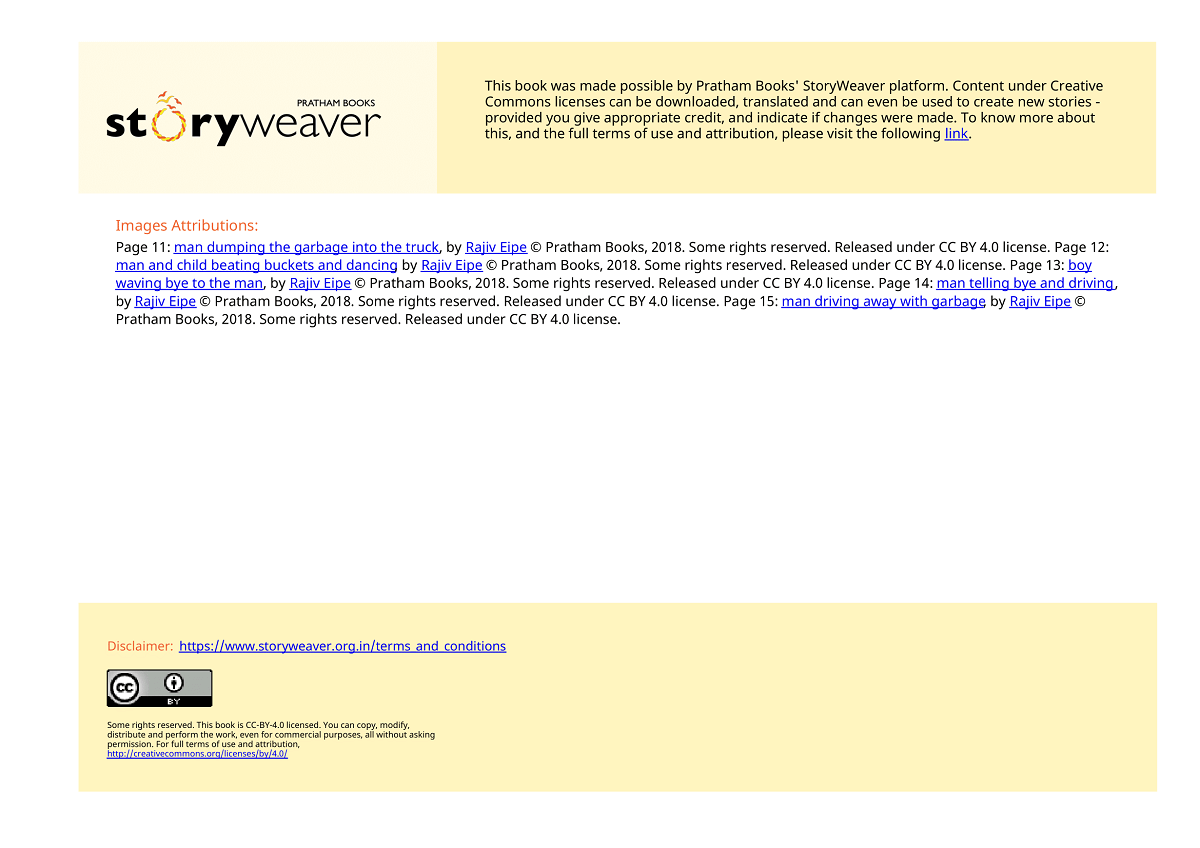 PRATHAM BOOKS
storyweaver
This book was made possible by Pratham Books' StoryWeaver platform. Content under Creative
Commons licenses can be downloaded, translated and can even be used to create new stories -
provided you give appropriate credit, and indicate if changes were made. To know more about
this, and the full terms of use and attribution, please visit the following link.
Images Attributions:
Page 11: man dumping the garbage into the truck, by Rajiv Eipe © Pratham Books, 2018. Some rights reserved. Released under CC BY 4.0 license. Page 12:
man and child beating buckets and dancing by Rajiv Eipe © Pratham Books, 2018. Some rights reserved. Released under CC BY 4.0 license. Page 13: boy
waving bye to the man, by Rajiv Eipe © Pratham Books, 2018. Some rights reserved. Released under CC BY 4.0 license. Page 14: man telling bye and driving,
by Rajiv Eipe © Pratham Books, 2018. Some rights reserved. Released under CC BY 4.0 license. Page 15: man driving away with garbage, by Rajiv Eipe ©
Pratham Books, 2018. Some rights reserved. Released under CC BY 4.0 license.
Disclaimer: https://www.storyweaver.org.in/terms_and_conditions
cc
BY
Some rights reserved. This book is CC-BY-4.0 licensed. You can copy, modify,
distribute and perform the work, even for commercial purposes, all without asking
permission. For full terms of use and attribution,
http://creativecommons.org/licenses/by/4.0/